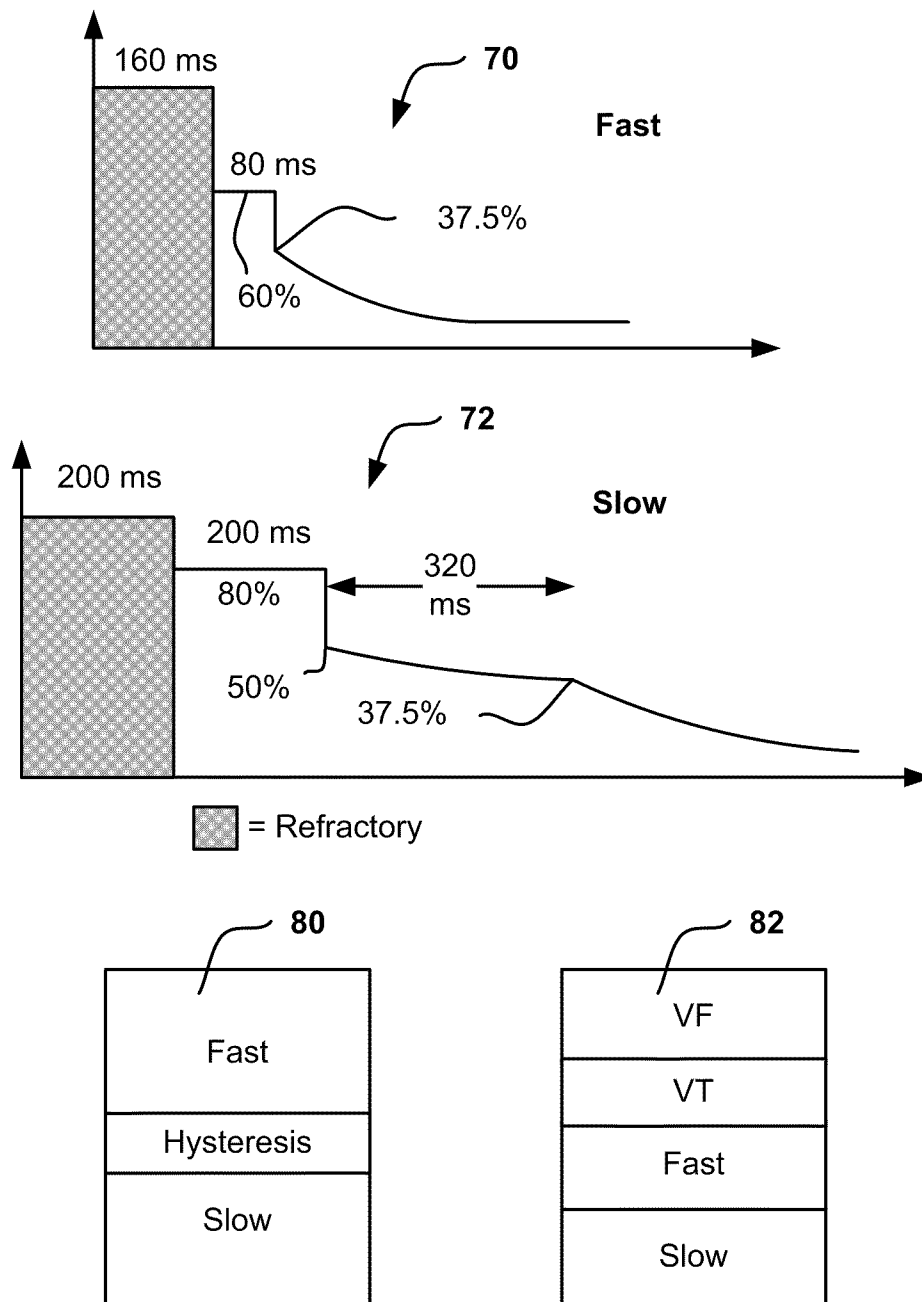 160 ms
70
Fast
80 ms
37.5%
60%
72
200 ms
Slow
200 ms
320
80%
ms
50%
37.5%
= Refractory
80
82
VF
Fast
VT
Hysteresis
Fast
Slow
Slow